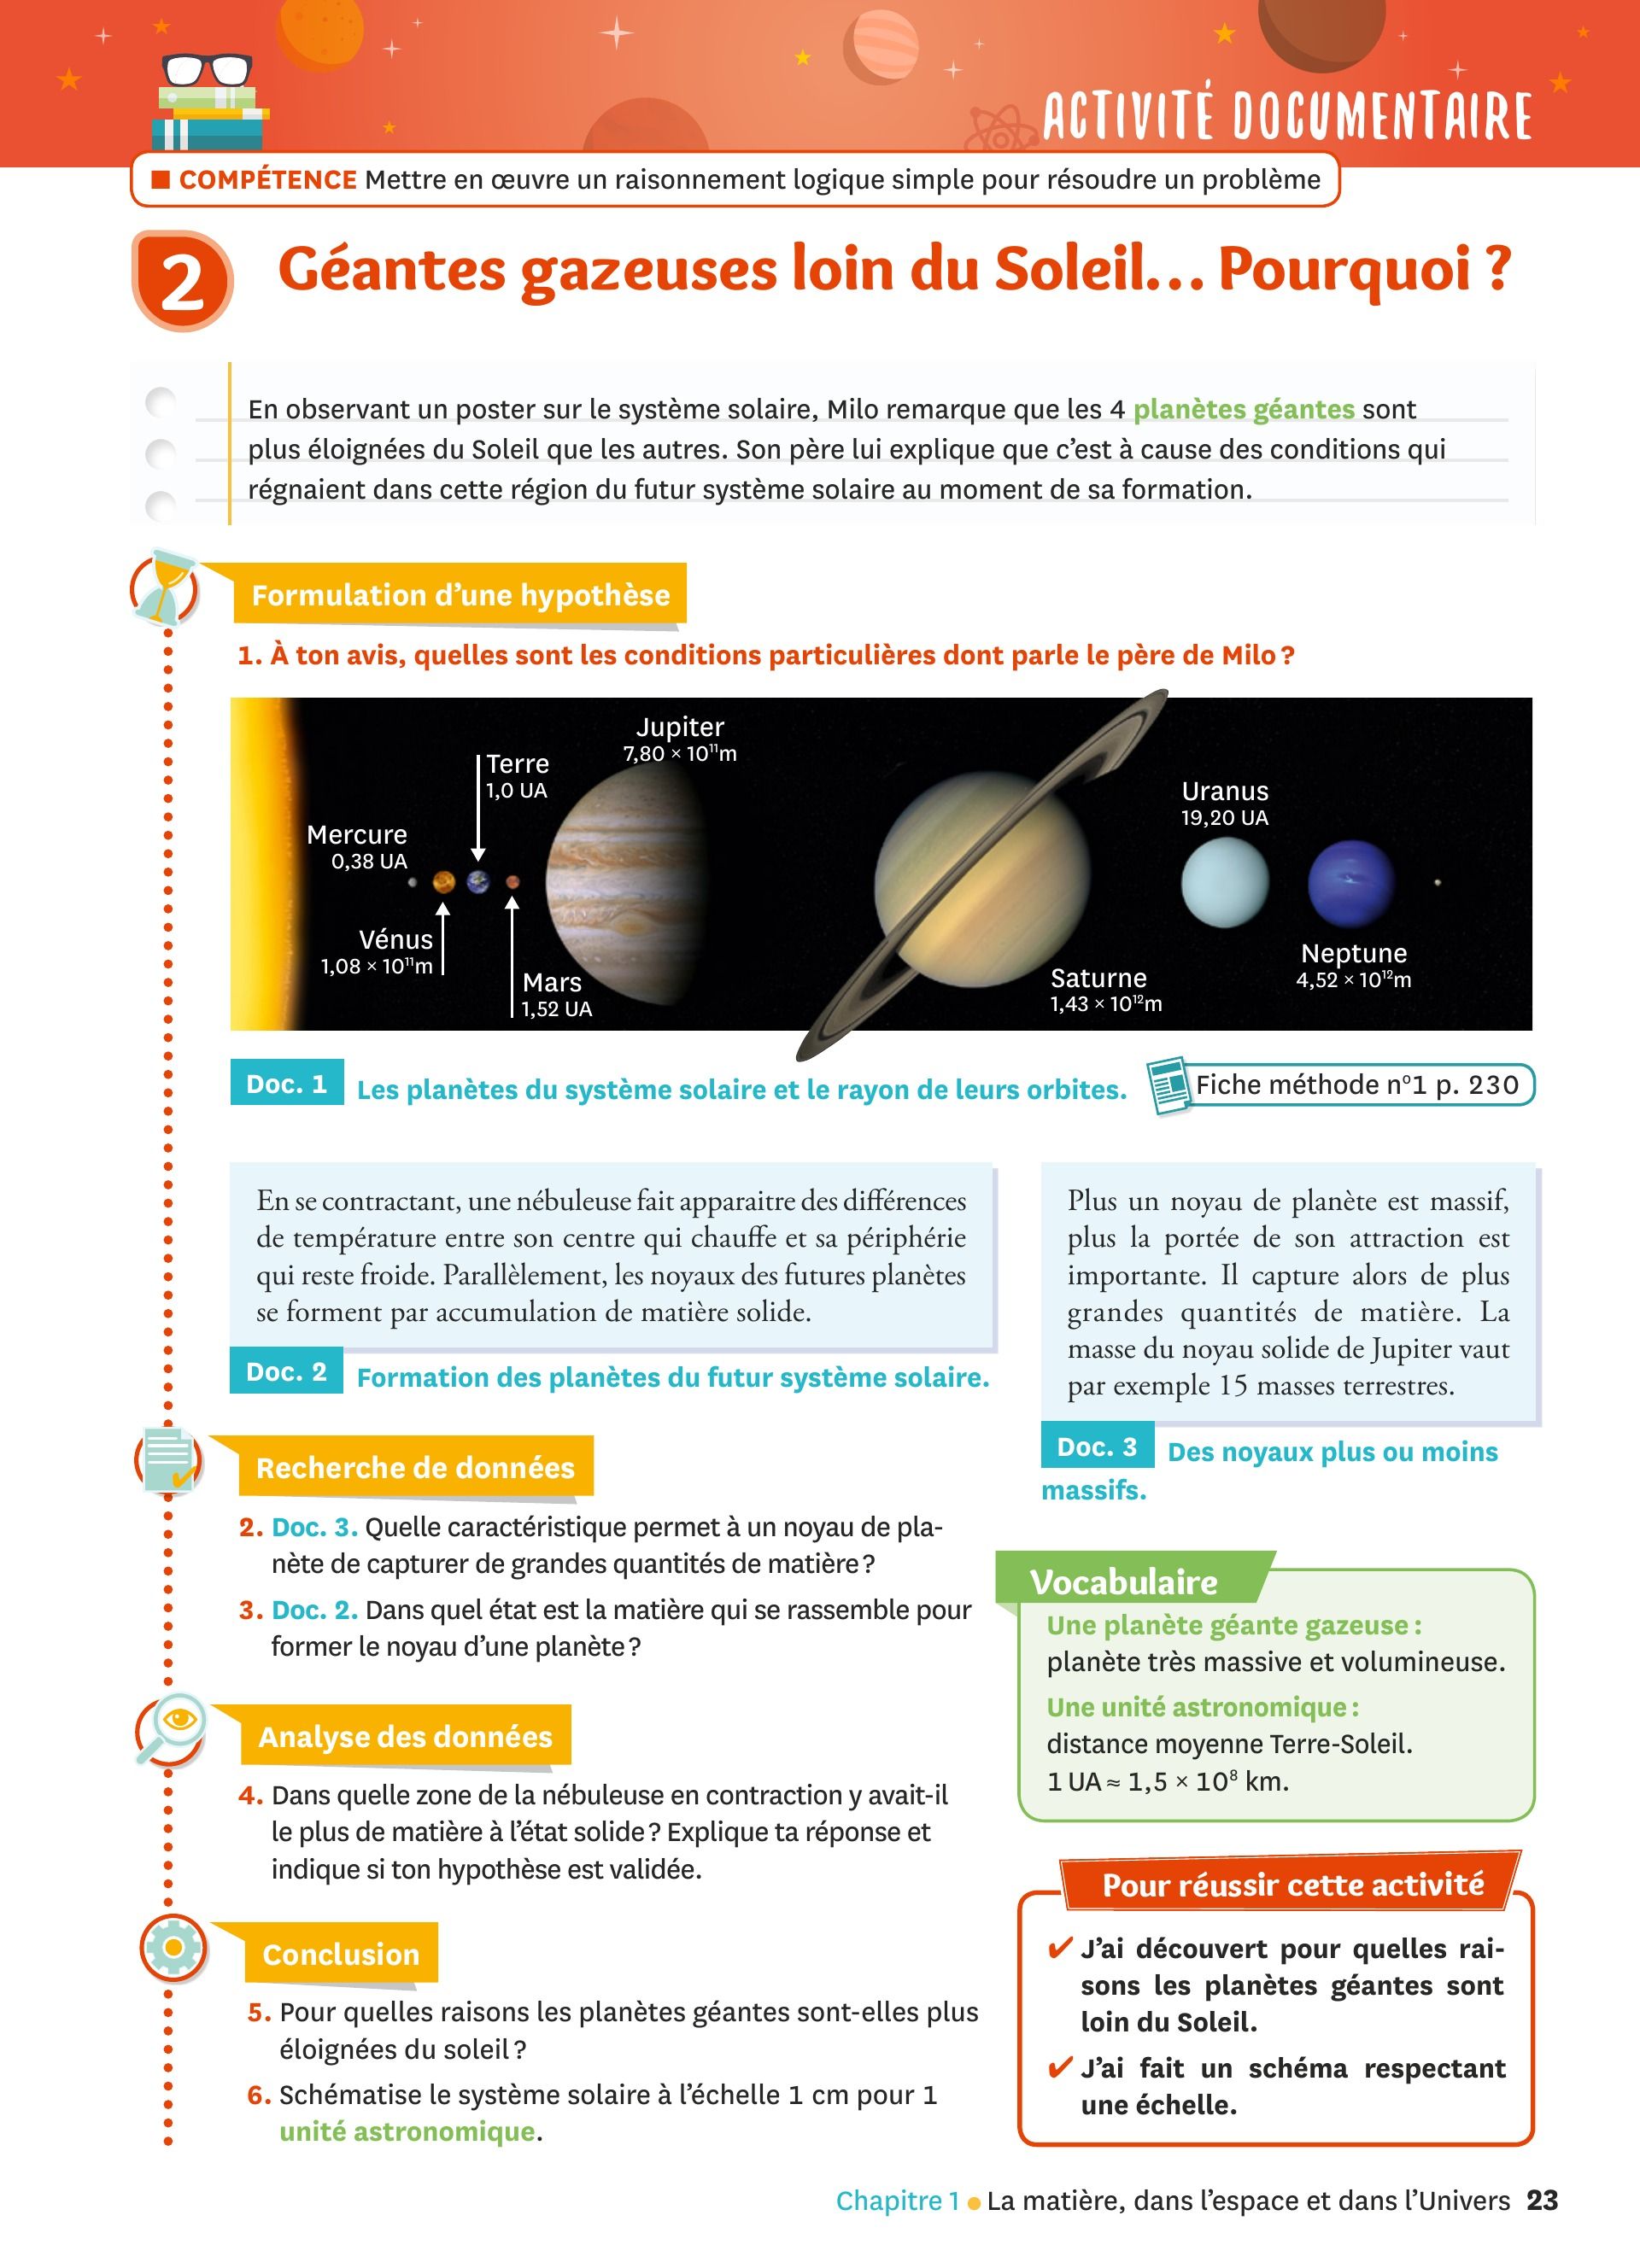 ACTIVITÉ DOCUMENTAIRE
■ COMPÉTENCE Mettre en œuvre un raisonnement logique simple pour résoudre un problème
2 Géantes gazeuses loin du Soleil… Pourquoi ?
En observant un poster sur le système solaire, Milo remarque que les 4 planètes géantes sont
plus éloignées du Soleil que les autres. Son père lui explique que c’est à cause des conditions qui
régnaient dans cette région du futur système solaire au moment de sa formation.
Formulation d’une hypothèse
1. À ton avis, quelles sont les conditions particulières dont parle le père de Milo ?
Mercure
0,38 UA
Vénus
1,08 × 10¹¹m
Terre
1,0 UA
Mars
1,52 UA
Jupiter
7,80 × 10¹¹m
Saturne
1,43 × 10¹²m
Uranus
19,20 UA
Neptune
4,52 × 10¹²m
Doc. 1 Les planètes du système solaire et le rayon de leurs orbites.
Fiche méthode n°1 p. 230
En se contractant, une nébuleuse fait apparaitre des différences
de température entre son centre qui chauffe et sa périphérie
qui reste froide. Parallèlement, les noyaux des futures planètes
se forment par accumulation de matière solide.
Doc. 2 Formation des planètes du futur système solaire.
Plus un noyau de planète est massif,
plus la portée de son attraction est
importante. Il capture alors de plus
grandes quantités de matière. La
masse du noyau solide de Jupiter vaut
par exemple 15 masses terrestres.
Doc. 3 Des noyaux plus ou moins
massifs.
Recherche de données
2. Doc. 3. Quelle caractéristique permet à un noyau de pla-
nète de capturer de grandes quantités de matière ?
3. Doc. 2. Dans quel état est la matière qui se rassemble pour
former le noyau d’une planète ?
Analyse des données
4. Dans quelle zone de la nébuleuse en contraction y avait-il
le plus de matière à l’état solide ? Explique ta réponse et
indique si ton hypothèse est validée.
Conclusion
5. Pour quelles raisons les planètes géantes sont-elles plus
éloignées du soleil ?
6. Schématise le système solaire à l’échelle 1 cm pour 1
unité astronomique.
Vocabulaire
Une planète géante gazeuse :
planète très massive et volumineuse.
Une unité astronomique :
distance moyenne Terre-Soleil.
1 UA ≈ 1,5 × 10⁸ km.
Pour réussir cette activité
✔ J’ai découvert pour quelles rai-
sons les planètes géantes sont
loin du Soleil.
✔ J’ai fait un schéma respectant
une échelle.
Chapitre 1 ● La matière, dans l’espace et dans l’Univers 23